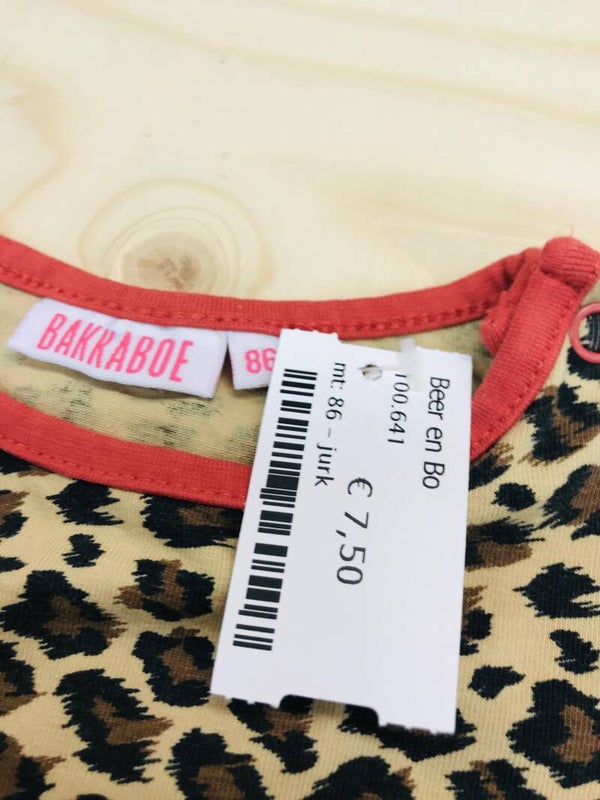 BAKKABOE
86
Beer en Bo
100.641
mt: 86 - jurk
€ 7,50